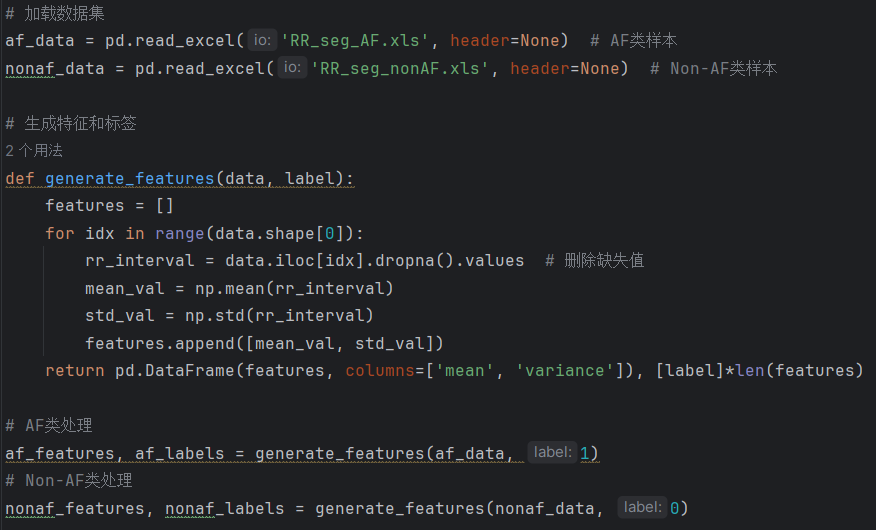 # 加载数据集
af_data = pd.read_excel( io: 'RR_seg_AF.xls', header=None)  # AF类样本
nonaf_data = pd.read_excel( io: 'RR_seg_nonAF.xls', header=None)  # Non-AF类样本
# 生成特征和标签
2 个用法
def generate_features(data, label):
    features = []
    for idx in range(data.shape[0]):
        rr_interval = data.iloc[idx].dropna().values  # 删除缺失值
        mean_val = np.mean(rr_interval)
        std_val = np.std(rr_interval)
        features.append([mean_val, std_val])
    return pd.DataFrame(features, columns=['mean', 'variance']), [label]*len(features)
# AF类处理
af_features, af_labels = generate_features(af_data, label: 1)
# Non-AF类处理
nonaf_features, nonaf_labels = generate_features(nonaf_data, label: 0)